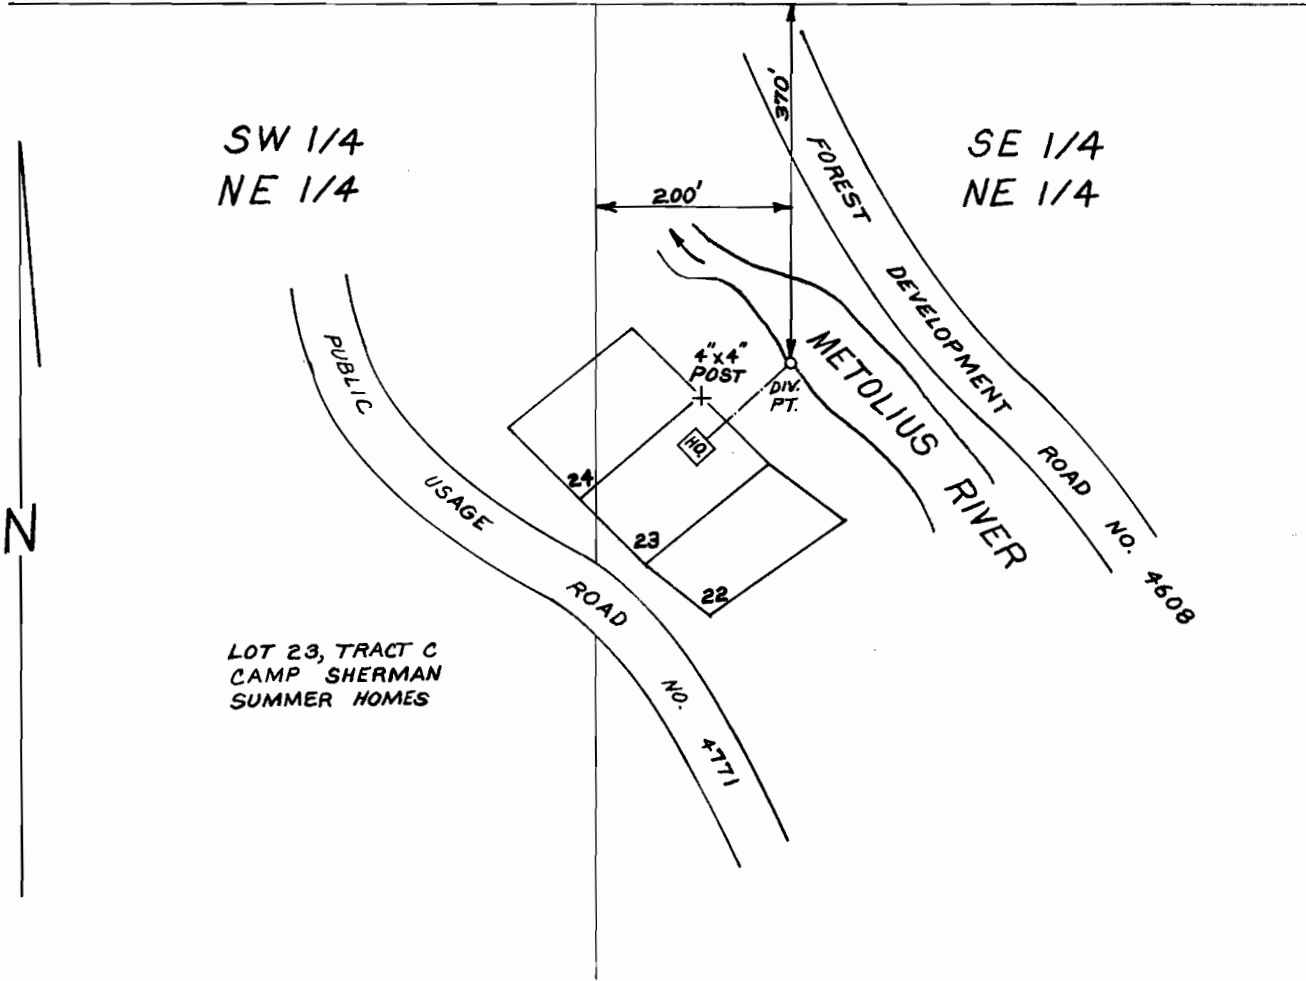 SW 1/4
NE 1/4
SE 1/4
NE 1/4
370'
200'
FOREST DEVELOPMENT ROAD NO. 4608
METOLIUS RIVER
4"x4"
POST
DIV.
PT.
HO.
24
23
22
PUBLIC USAGE ROAD NO. 4771
N
LOT 23, TRACT C
CAMP SHERMAN
SUMMER HOMES